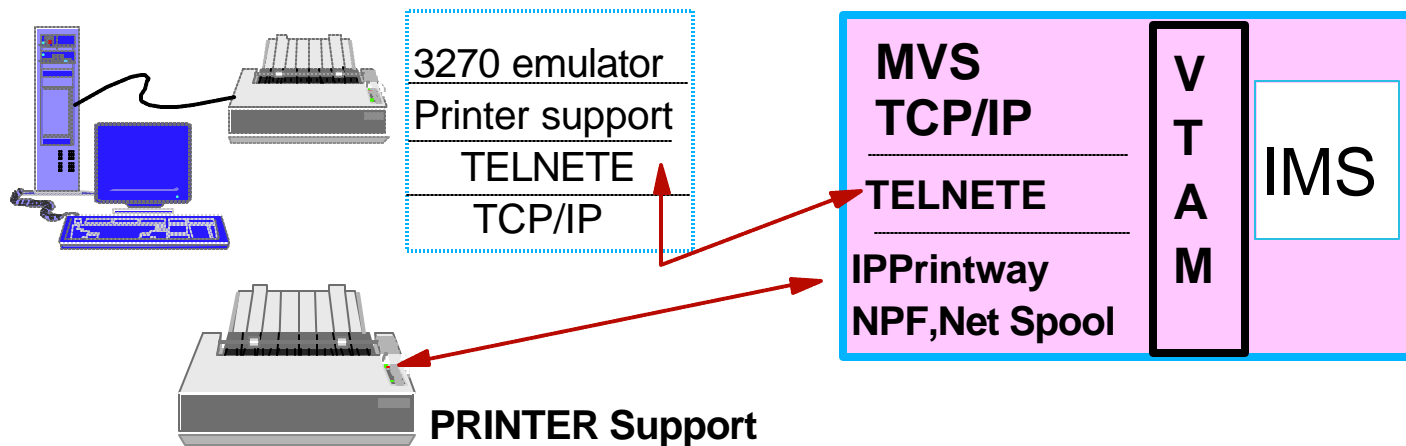 3270 emulator
Printer support
TELNETE
TCP/IP
MVS
TCP/IP
TELNETE
IPPrintway
NPF,Net Spool
V
T
A
M
IMS
PRINTER Support